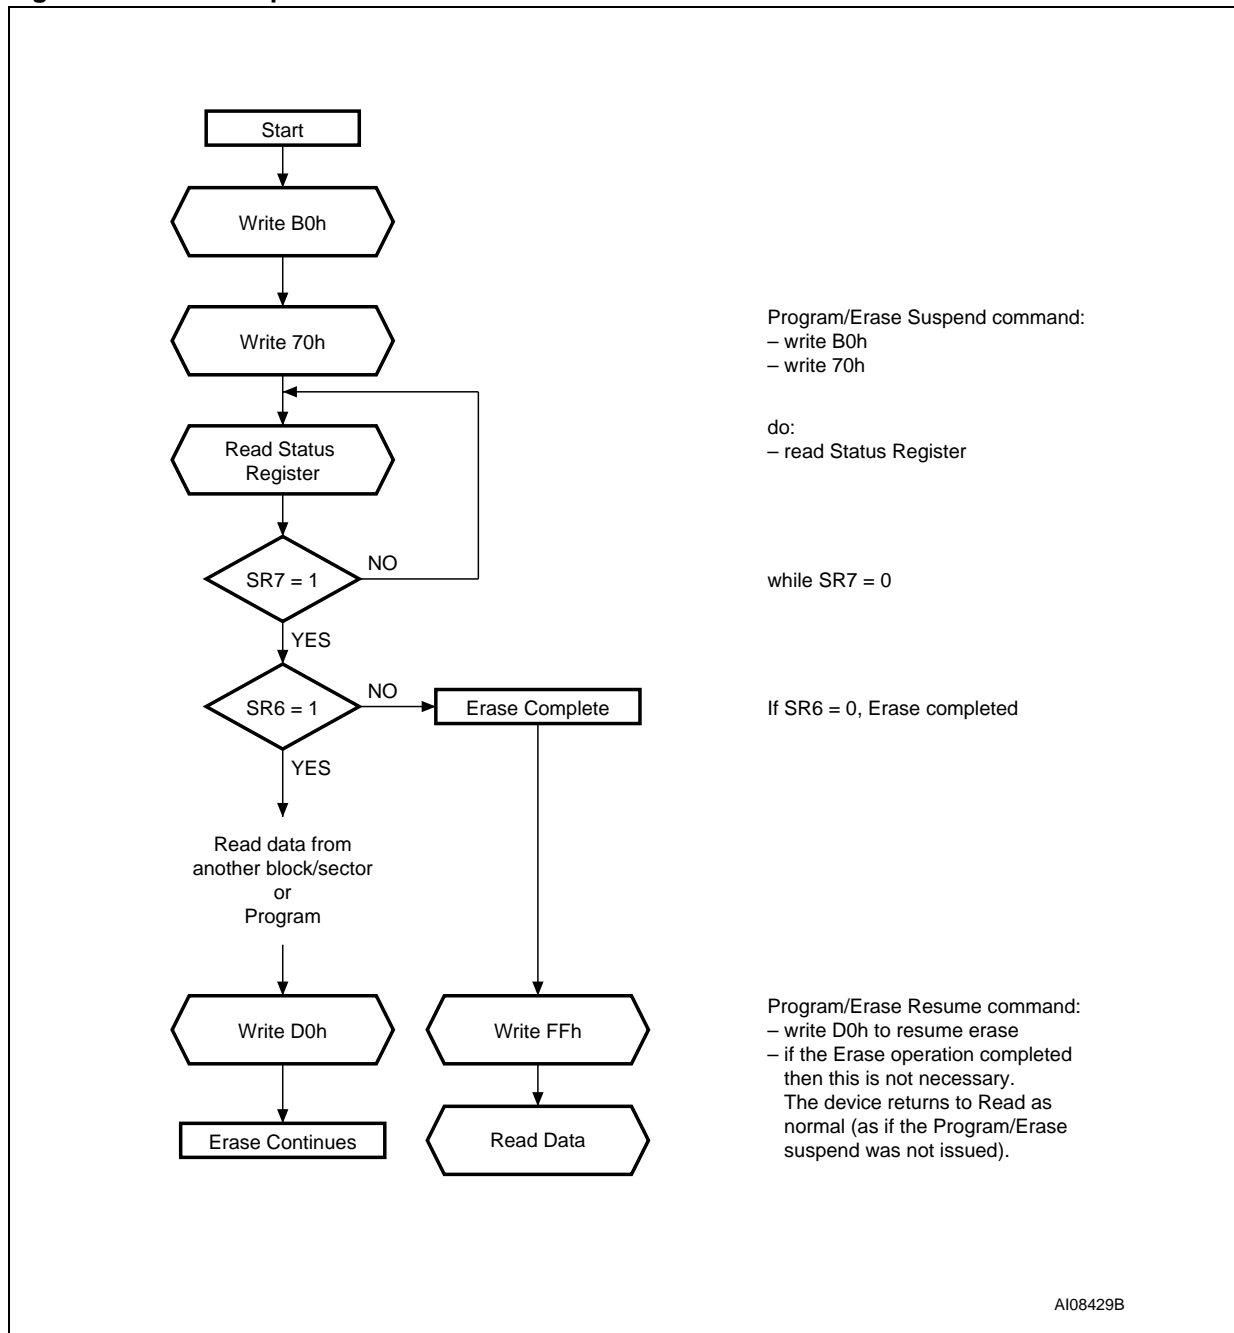 Start
Write B0h
Write 70h
Program/Erase Suspend command:
– write B0h
– write 70h
do:
– read Status Register
Read Status
Register
NO
SR7 = 1
while SR7 = 0
YES
NO
SR6 = 1
Erase Complete
If SR6 = 0, Erase completed
YES
Read data from
another block/sector
or
Program
Write D0h
Write FFh
Program/Erase Resume command:
– write D0h to resume erase
– if the Erase operation completed
then this is not necessary.
The device returns to Read as
normal (as if the Program/Erase
suspend was not issued).
Erase Continues
Read Data
AI08429B